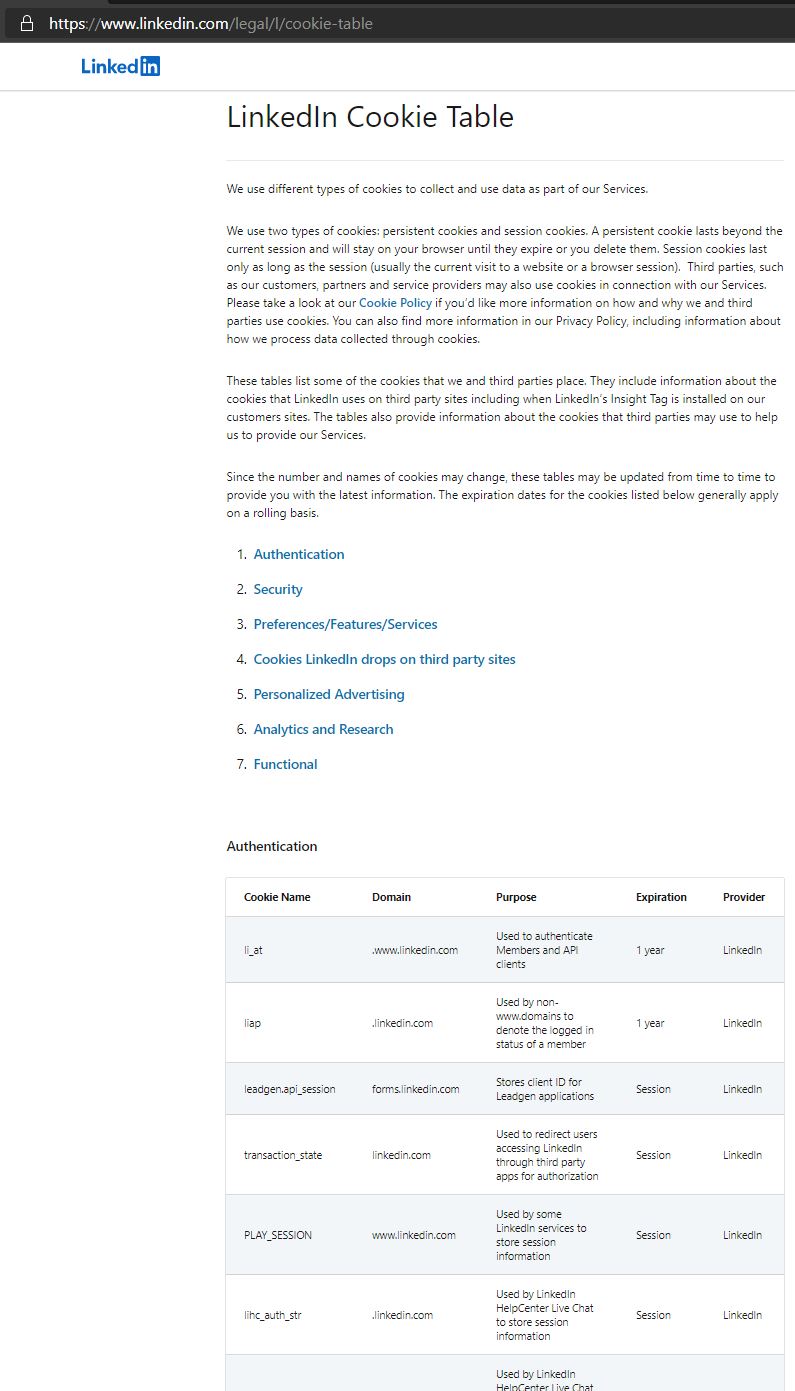 https://www.linkedin.com/legal/l/cookie-table
Linked in
LinkedIn Cookie Table
We use different types of cookies to collect and use data as part of our Services.
We use two types of cookies: persistent cookies and session cookies. A persistent cookie lasts beyond the
current session and will stay on your browser until they expire or you delete them. Session cookies last
only as long as the session (usually the current visit to a website or a browser session).  Third parties, such
as our customers, partners and service providers may also use cookies in connection with our Services.
Please take a look at our Cookie Policy if you'd like more information on how and why we and third
parties use cookies. You can also find more information in our Privacy Policy, including information about
how we process data collected through cookies.
These tables list some of the cookies that we and third parties place. They include information about the
cookies that LinkedIn uses on third party sites including when LinkedIn's Insight Tag is installed on our
customers sites. The tables also provide information about the cookies that third parties may use to help
us to provide our Services.
Since the number and names of cookies may change, these tables may be updated from time to time to
provide you with the latest information. The expiration dates for the cookies listed below generally apply
on a rolling basis.
1. Authentication
2. Security
3. Preferences/Features/Services
4. Cookies LinkedIn drops on third party sites
5. Personalized Advertising
6. Analytics and Research
7. Functional
Authentication
Cookie Name Domain Purpose Expiration Provider
Used to authenticate
li_at .www.linkedin.com Members and API 1 year LinkedIn
clients
Used by non-
www.domains to
liap .linkedin.com denote the logged in 1 year LinkedIn
status of a member
Stores client ID for
leadgen.api_session forms.linkedin.com Leadgen applications Session LinkedIn
Used to redirect users
accessing LinkedIn
transaction_state linkedin.com through third party Session LinkedIn
apps for authorization
Used by some
LinkedIn services to
PLAY_SESSION www.linkedin.com store session Session LinkedIn
information
Used by LinkedIn
HelpCenter Live Chat
lihc_auth_str .linkedin.com to store session Session LinkedIn
information
Used by LinkedIn
HelpCenter Live Chat